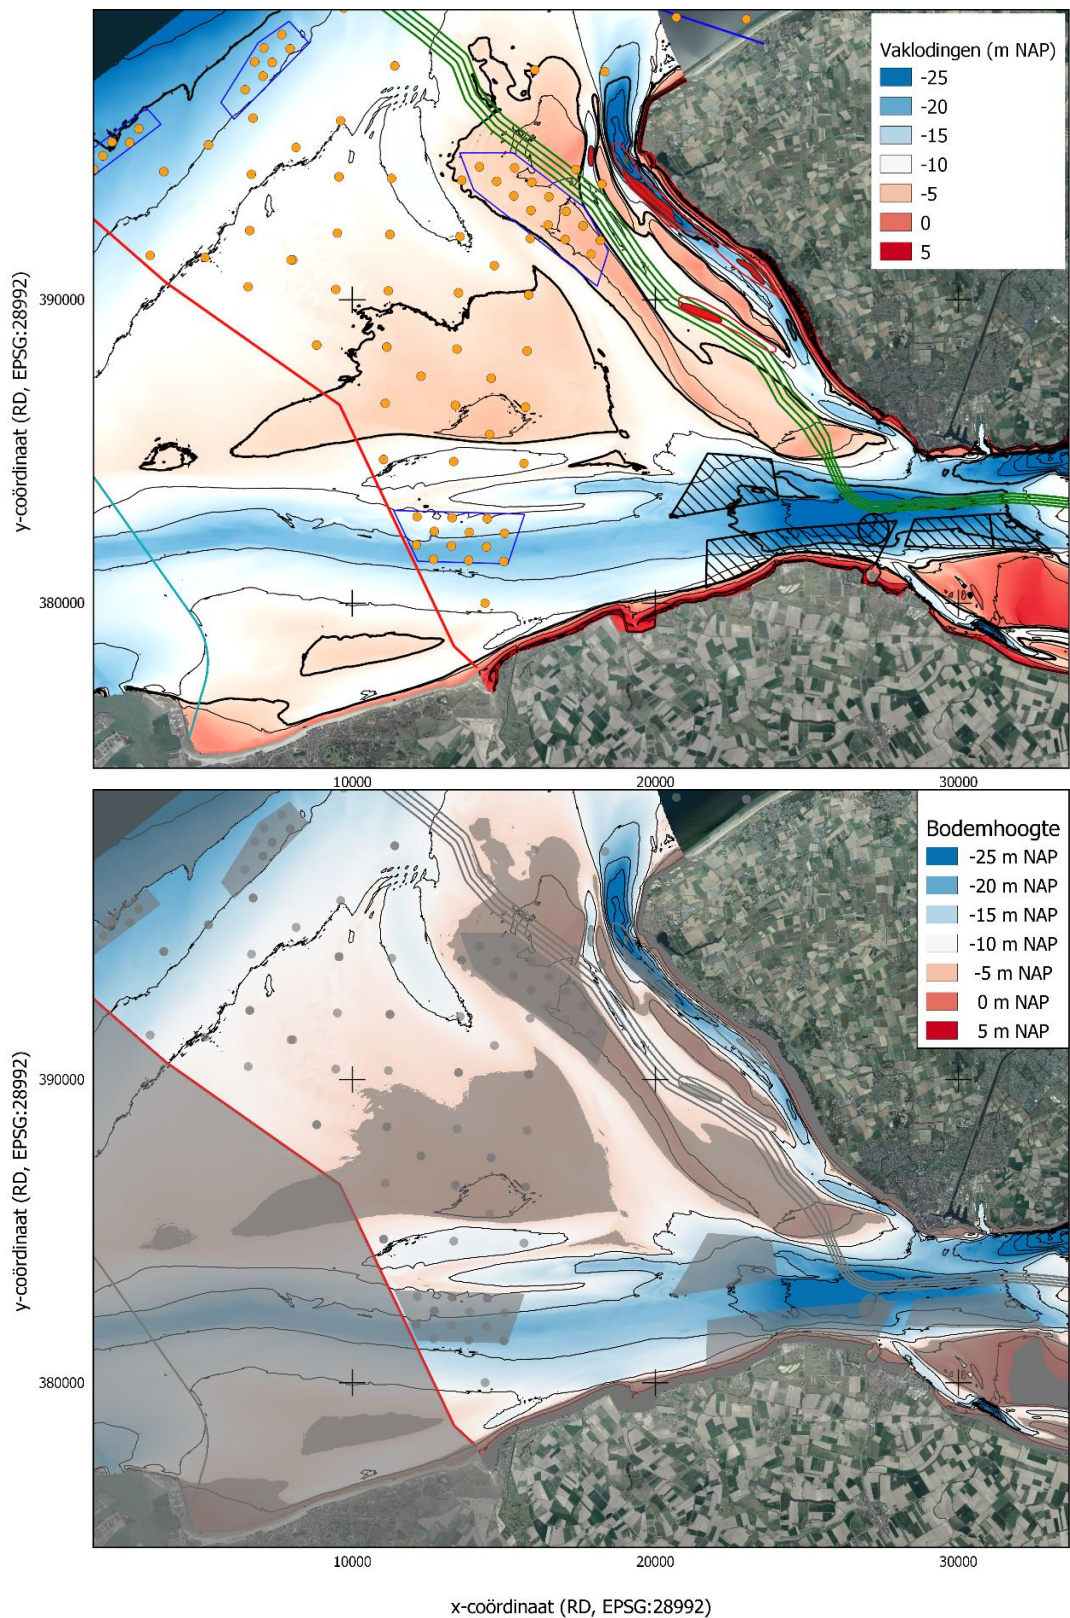 Vaklodingen (m NAP)
-25
-20
-15
-10
-5
0
5
390000
380000
y-coördinaat (RD, EPSG:28992)
10000
20000
30000
Bodemhoogte
-25 m NAP
-20 m NAP
-15 m NAP
-10 m NAP
-5 m NAP
0 m NAP
5 m NAP
390000
380000
y-coördinaat (RD, EPSG:28992)
10000
20000
30000
x-coördinaat (RD, EPSG:28992)